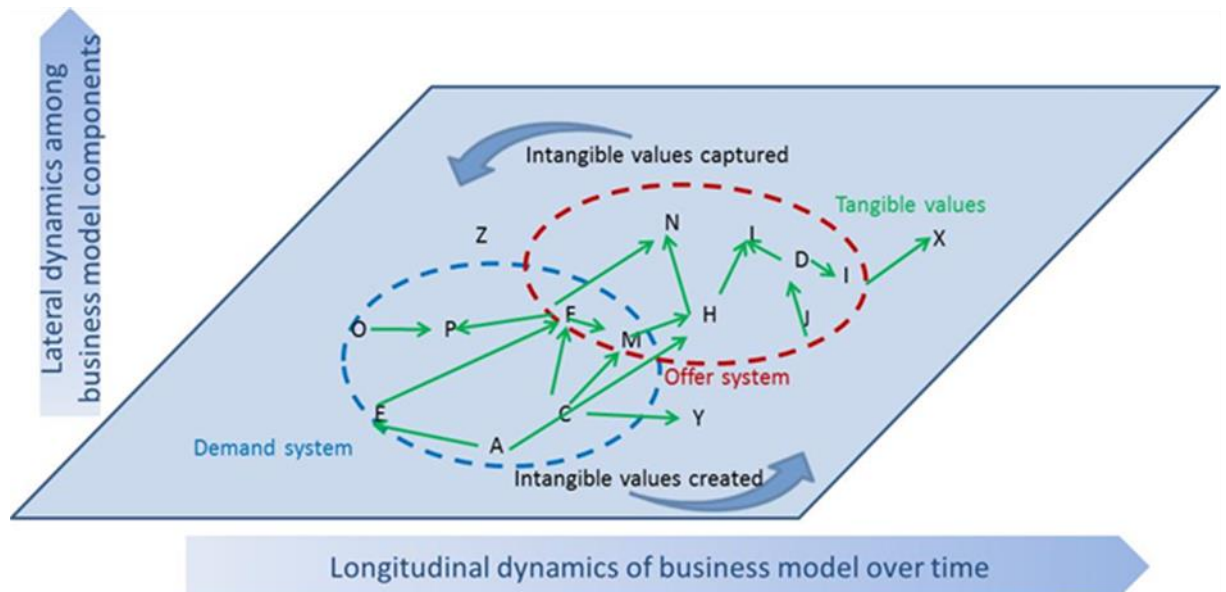 Lateral dynamics among
business model components
Intangible values captured
Tangible values
N
Z
X
D
I
O
P
F
H
J
M
Offer system
E
C
Y
A
Demand system
Intangible values created
Longitudinal dynamics of business model over time